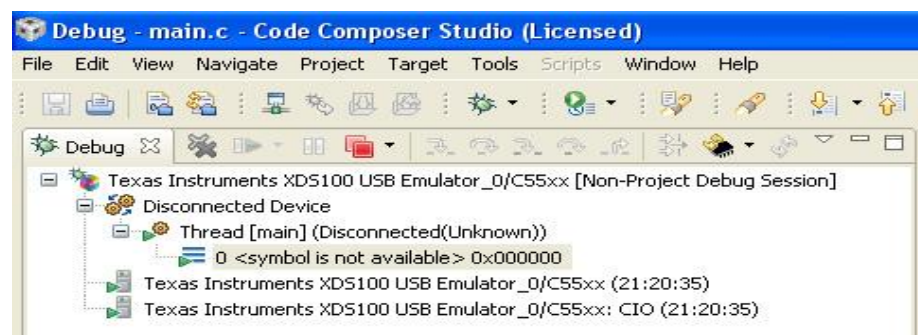 Debug - main.c - Code Composer Studio (Licensed)
File Edit View Navigate Project Target Tools Scripts Window Help
Debug
Texas Instruments XDS100 USB Emulator_0/C55xx [Non-Project Debug Session]
Disconnected Device
Thread [main] (Disconnected(Unknown))
0 <symbol is not available> 0x000000
Texas Instruments XDS100 USB Emulator_0/C55xx (21:20:35)
Texas Instruments XDS100 USB Emulator_0/C55xx: CIO (21:20:35)